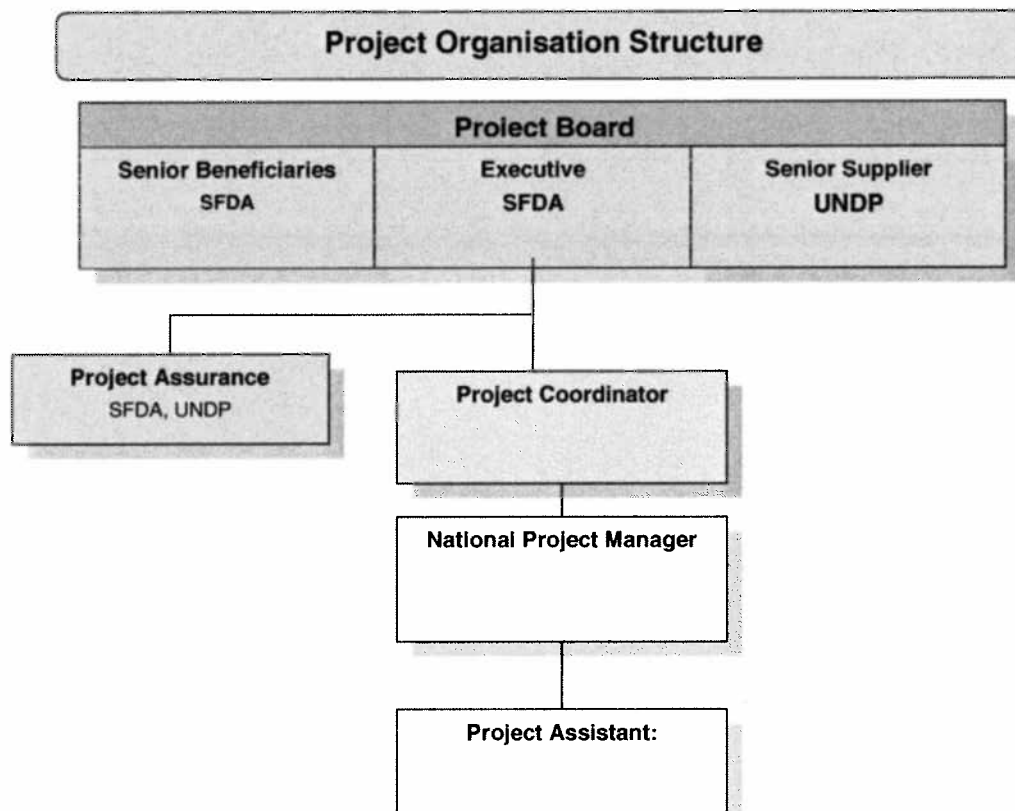 Project Organisation Structure
Project Board
Senior Beneficiaries
SFDA
Executive
SFDA
Senior Supplier
UNDP
Project Assurance
SFDA, UNDP
Project Coordinator
National Project Manager
Project Assistant: